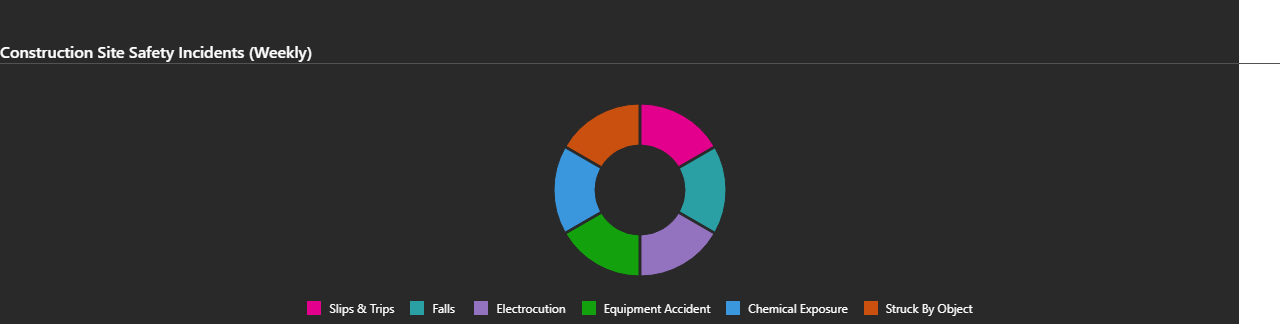 Construction Site Safety Incidents (Weekly)
Slips & Trips Falls Electrocution Equipment Accident Chemical Exposure Struck By Object